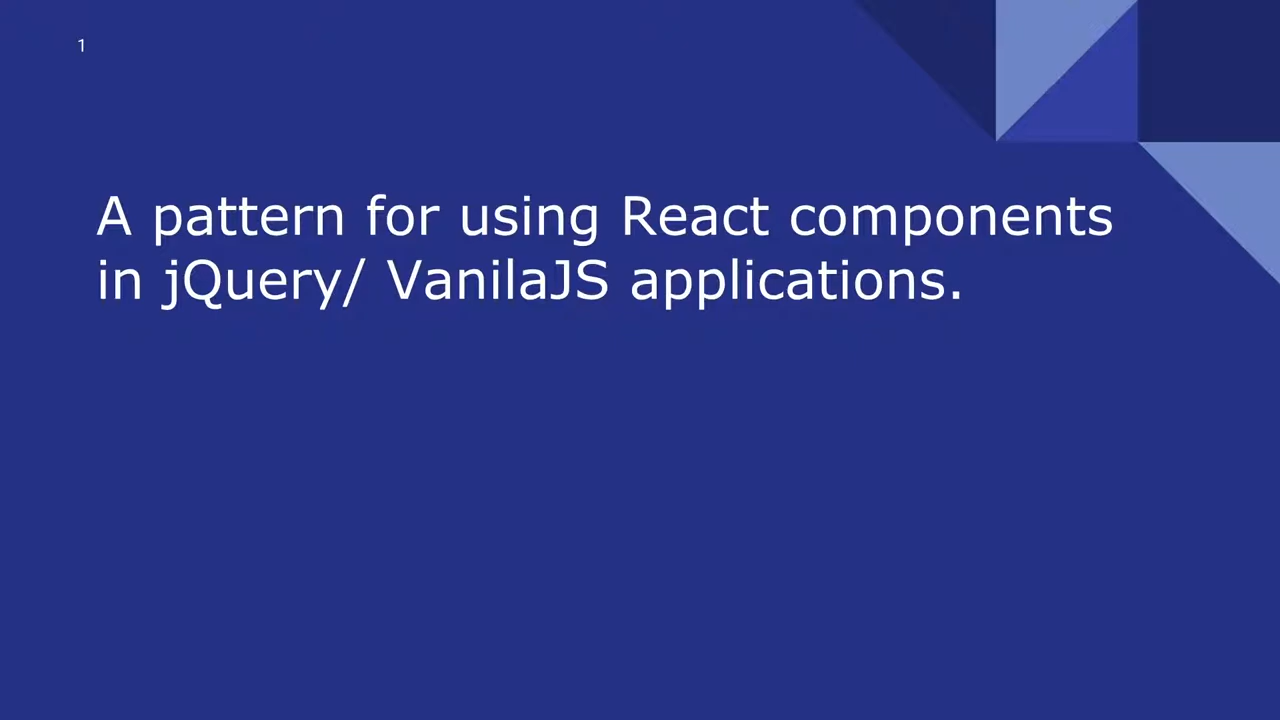 1
A pattern for using React components
in jQuery/ VanilaJS applications.